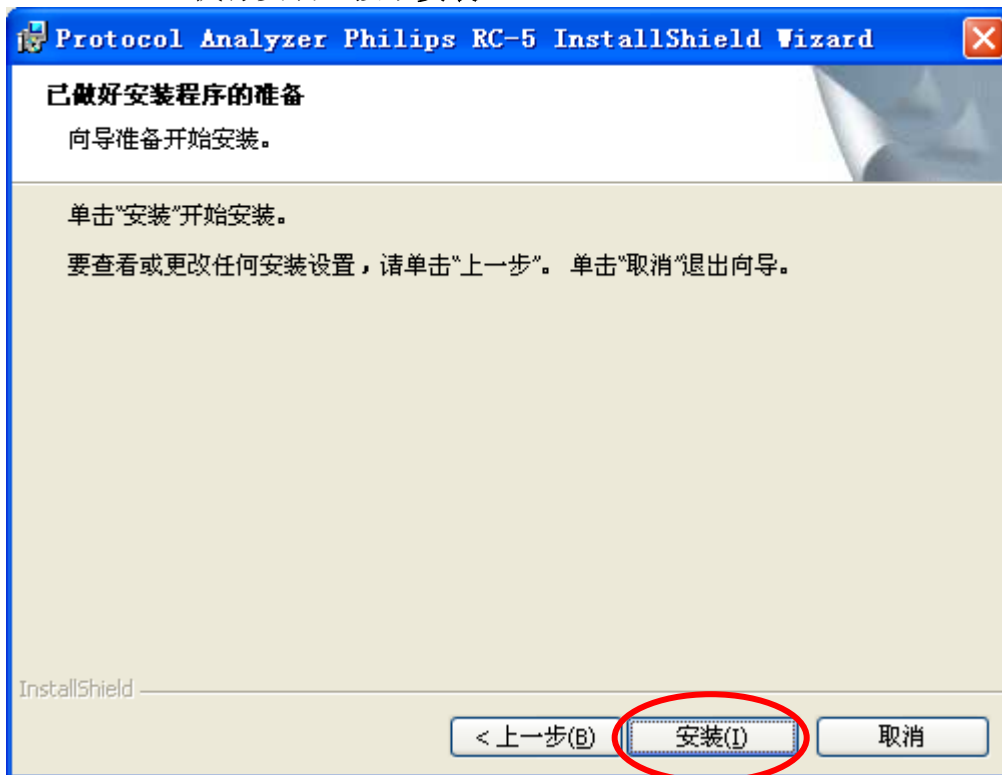 Protocol Analyzer Philips RC-5 InstallShield Wizard
已做好安装程序的准备
向导准备开始安装。
单击“安装”开始安装。
要查看或更改任何安装设置，请单击“上一步”。 单击“取消”退出向导。
InstallShield
< 上一步(B) 安装(I) 取消